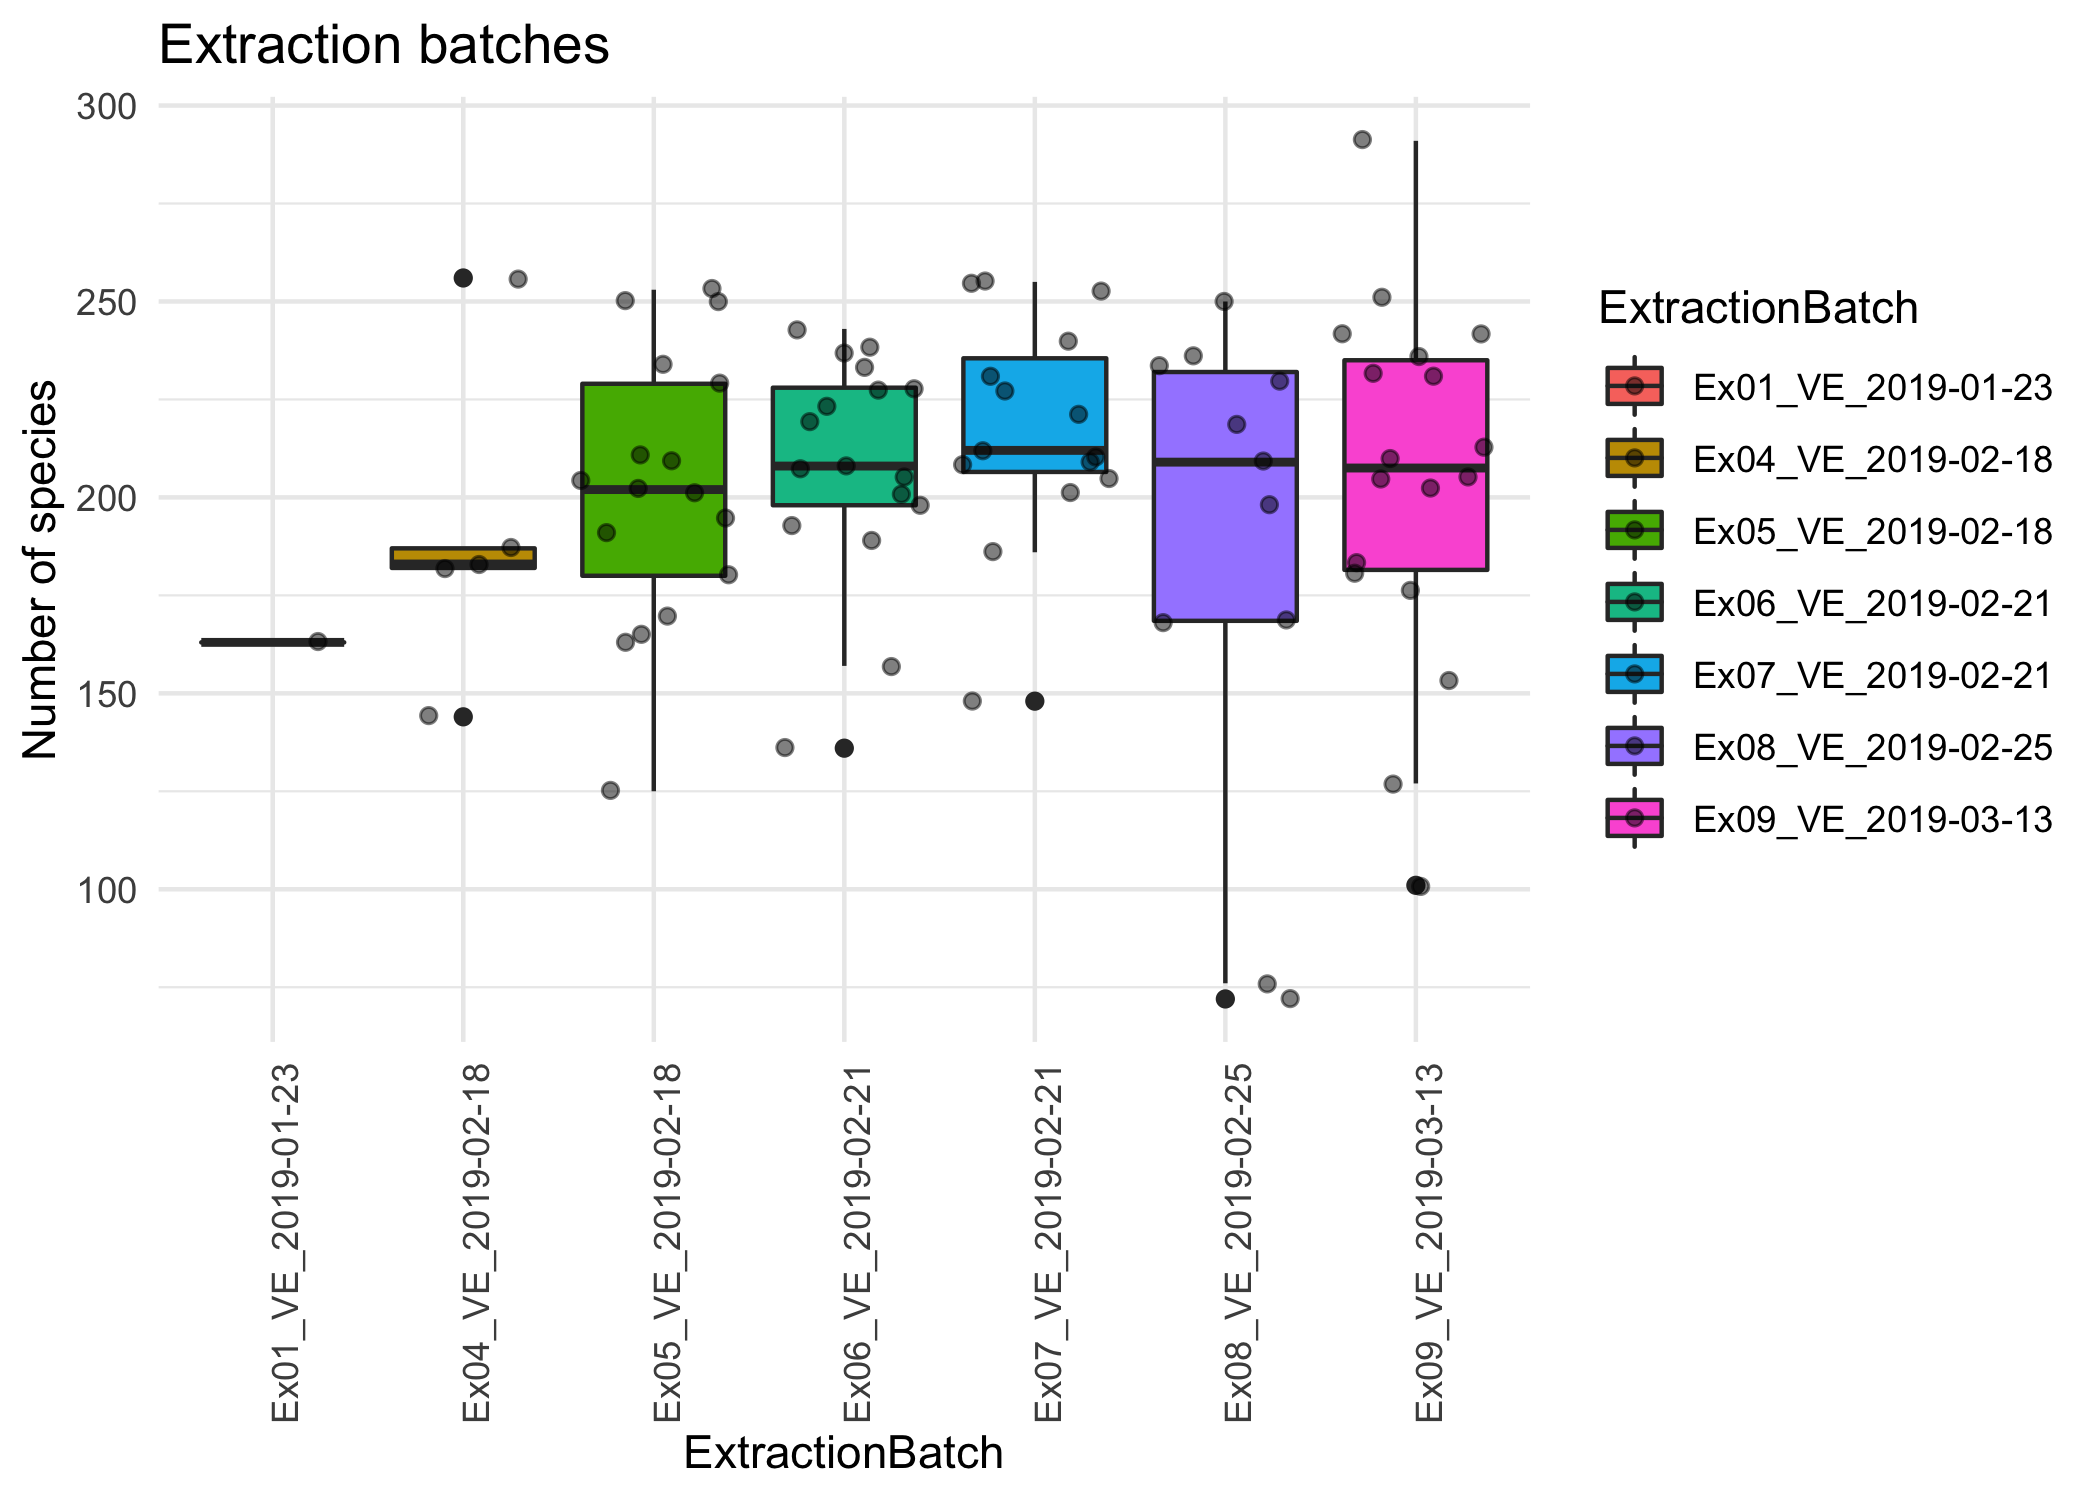 Extraction batches
Number of species
300
250
200
150
100
Ex01_VE_2019-01-23
Ex04_VE_2019-02-18
Ex05_VE_2019-02-18
Ex06_VE_2019-02-21
Ex07_VE_2019-02-21
Ex08_VE_2019-02-25
Ex09_VE_2019-03-13
ExtractionBatch
ExtractionBatch
Ex01_VE_2019-01-23
Ex04_VE_2019-02-18
Ex05_VE_2019-02-18
Ex06_VE_2019-02-21
Ex07_VE_2019-02-21
Ex08_VE_2019-02-25
Ex09_VE_2019-03-13